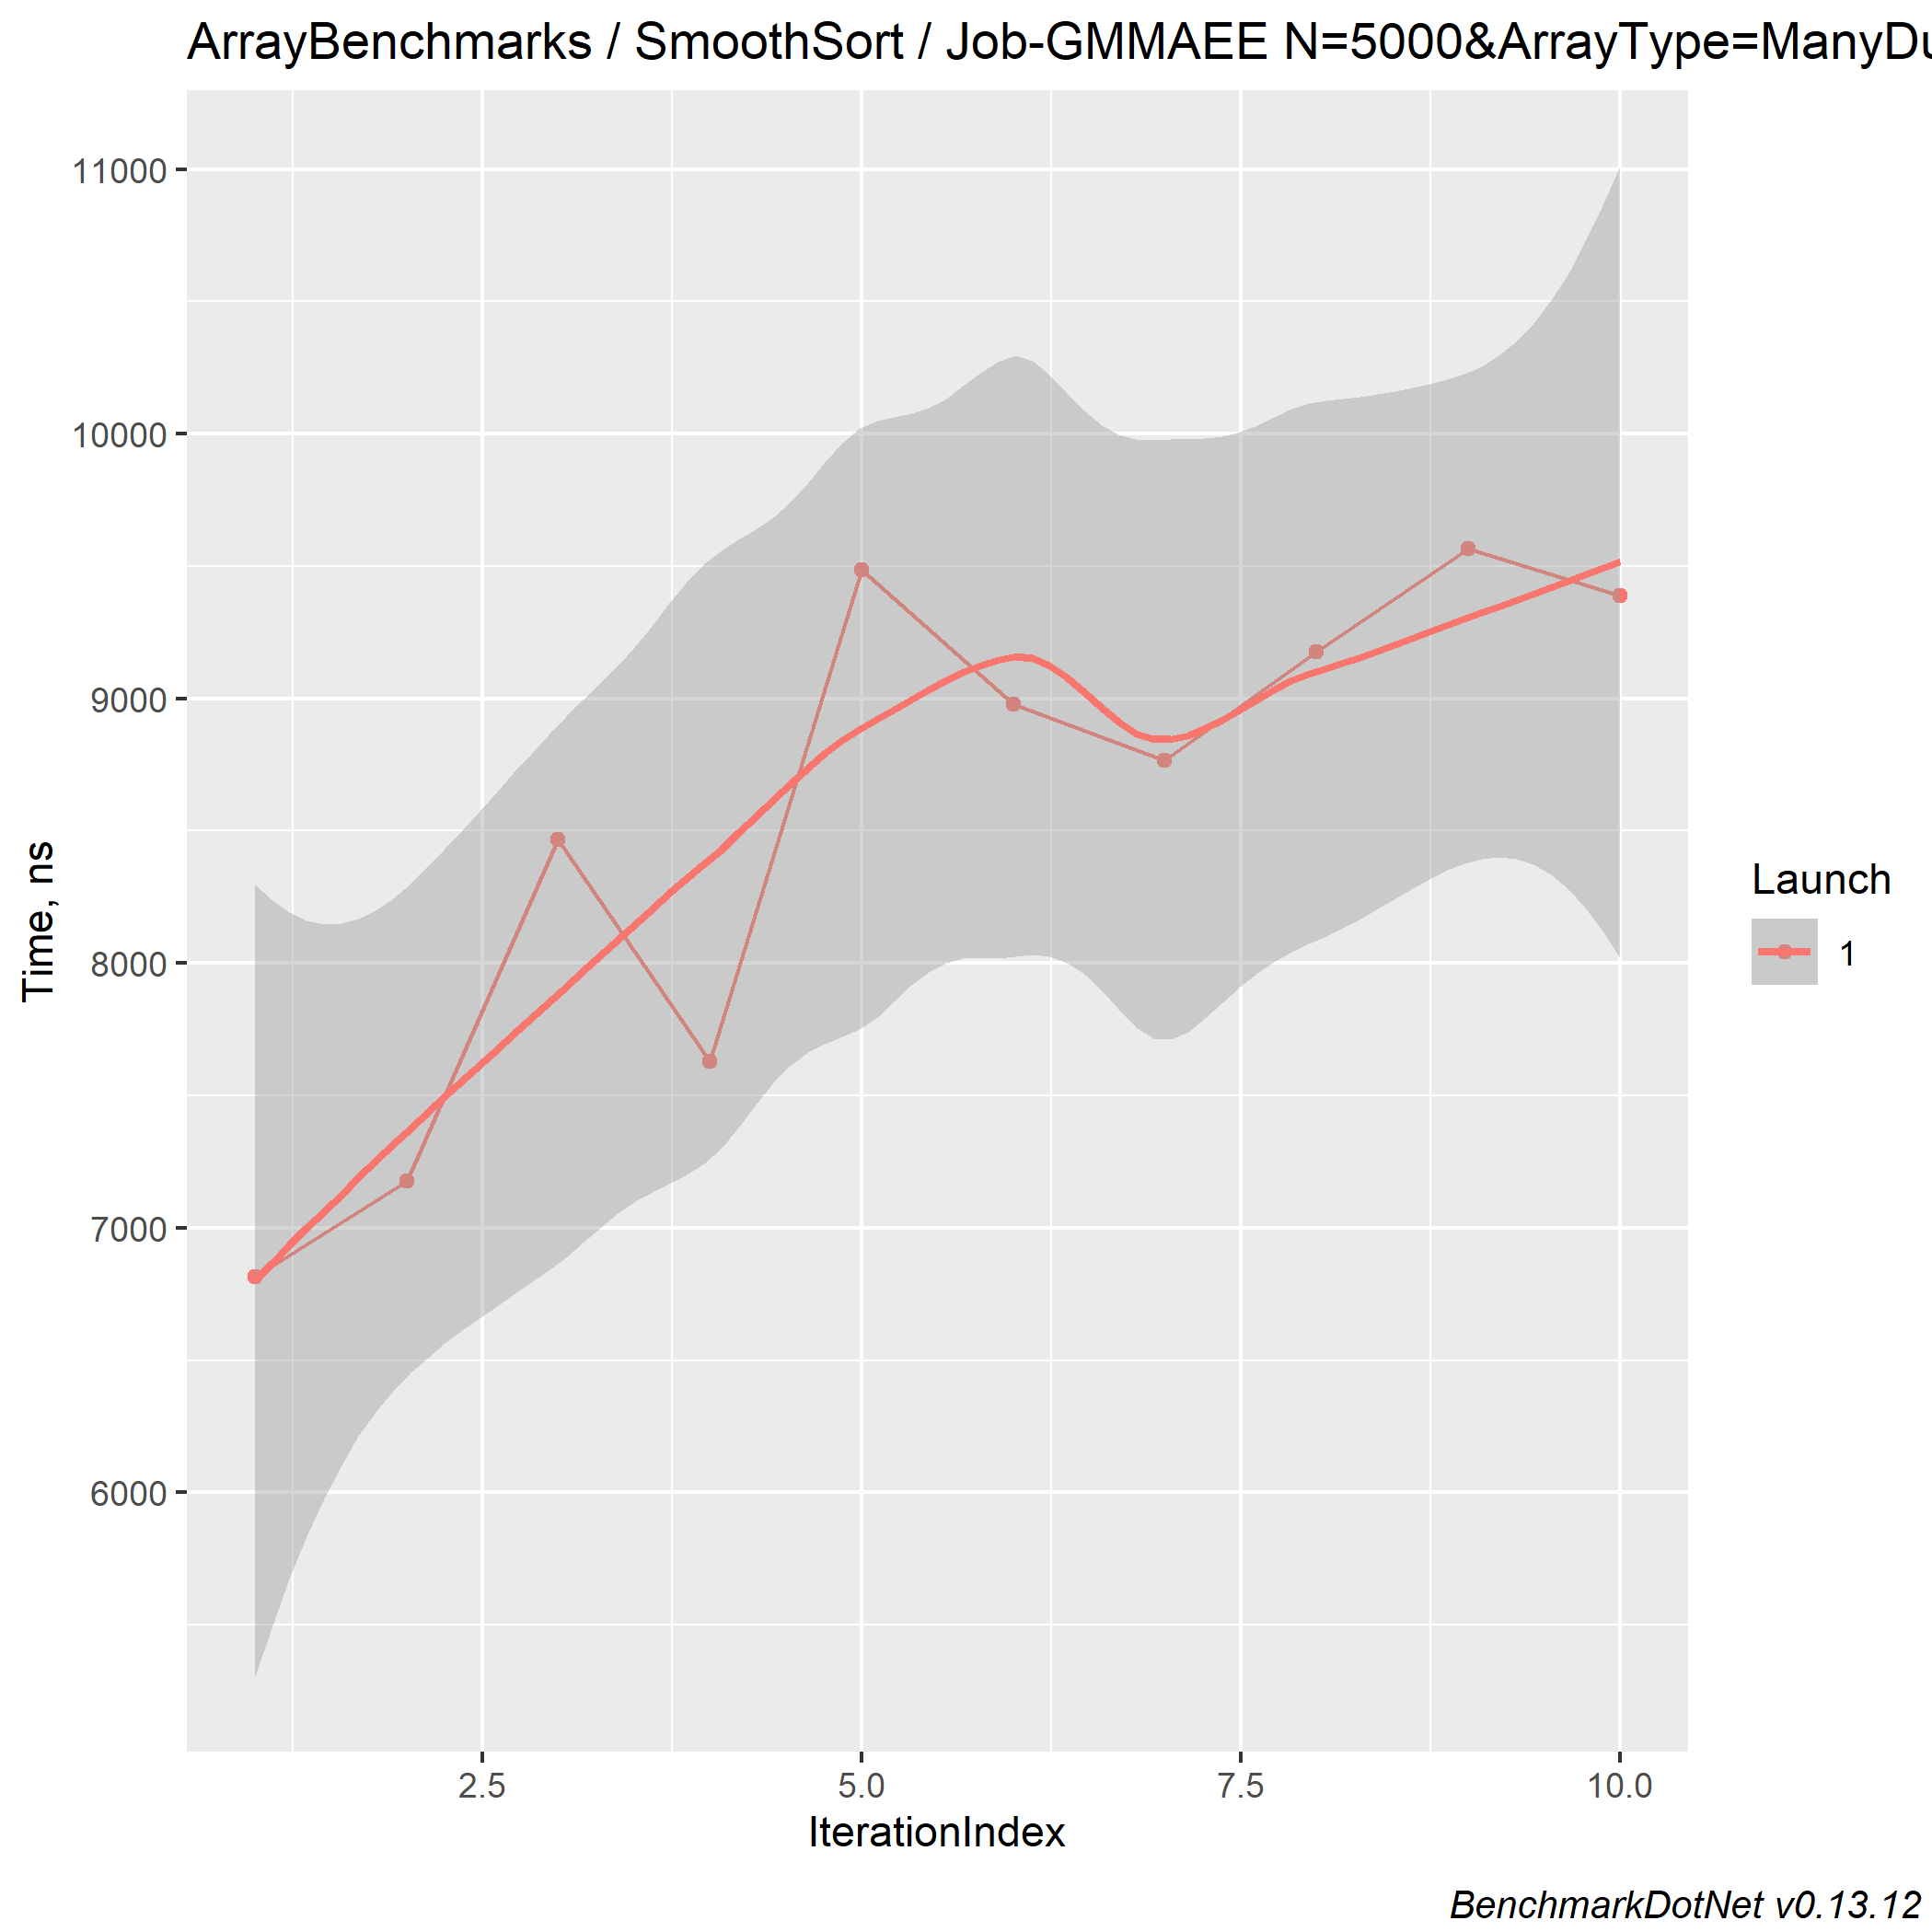 ArrayBenchmarks / SmoothSort / Job-GMMAEE N=5000&ArrayType=ManyDu
11000
10000
9000
8000
7000
6000
Time, ns
2.5 5.0 7.5 10.0
IterationIndex
Launch
1
BenchmarkDotNet v0.13.12